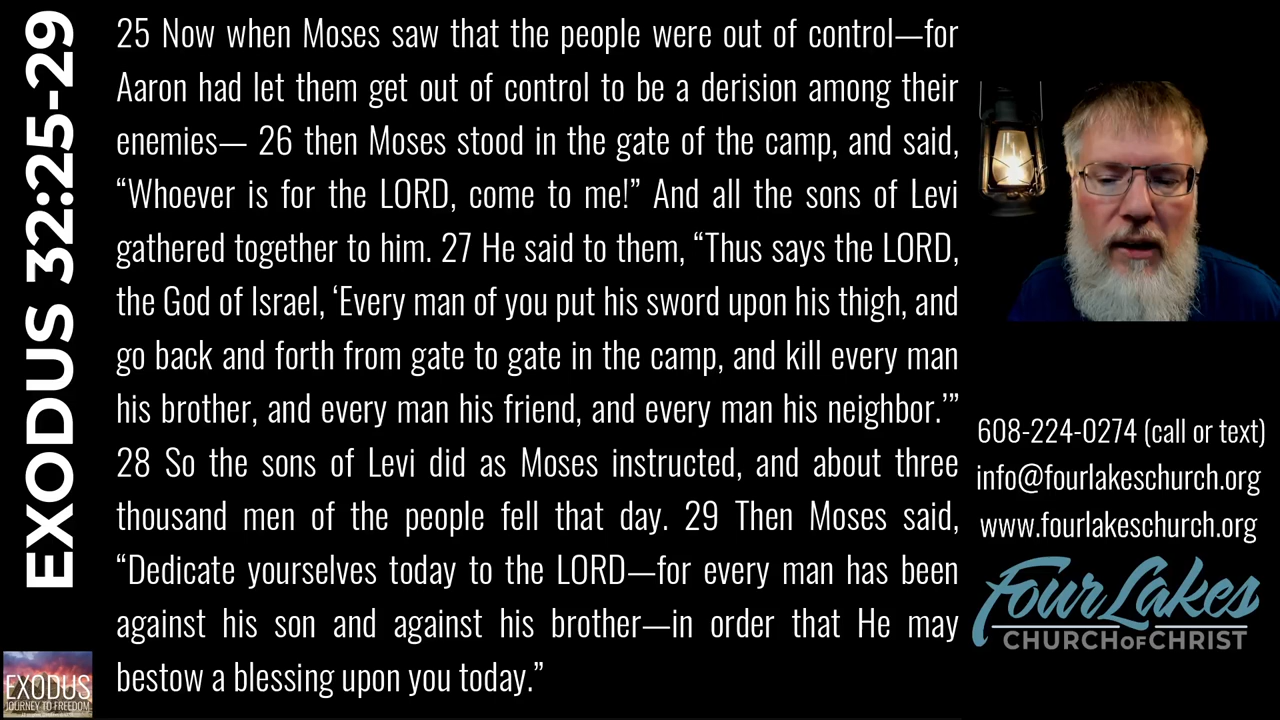 EXODUS 32:25-29
25 Now when Moses saw that the people were out of control—for
Aaron had let them get out of control to be a derision among their
enemies— 26 then Moses stood in the gate of the camp, and said,
“Whoever is for the LORD, come to me!” And all the sons of Levi
gathered together to him. 27 He said to them, “Thus says the LORD,
the God of Israel, ‘Every man of you put his sword upon his thigh, and
go back and forth from gate to gate in the camp, and kill every man
his brother, and every man his friend, and every man his neighbor.’”
28 So the sons of Levi did as Moses instructed, and about three
thousand men of the people fell that day. 29 Then Moses said,
“Dedicate yourselves today to the LORD—for every man has been
against his son and against his brother—in order that He may
bestow a blessing upon you today.”
608-224-0274 (call or text)
info@fourlakeschurch.org
www.fourlakeschurch.org
Four Lakes
CHURCH OF CHRIST
EXODUS
JOURNEY TO FREEDOM